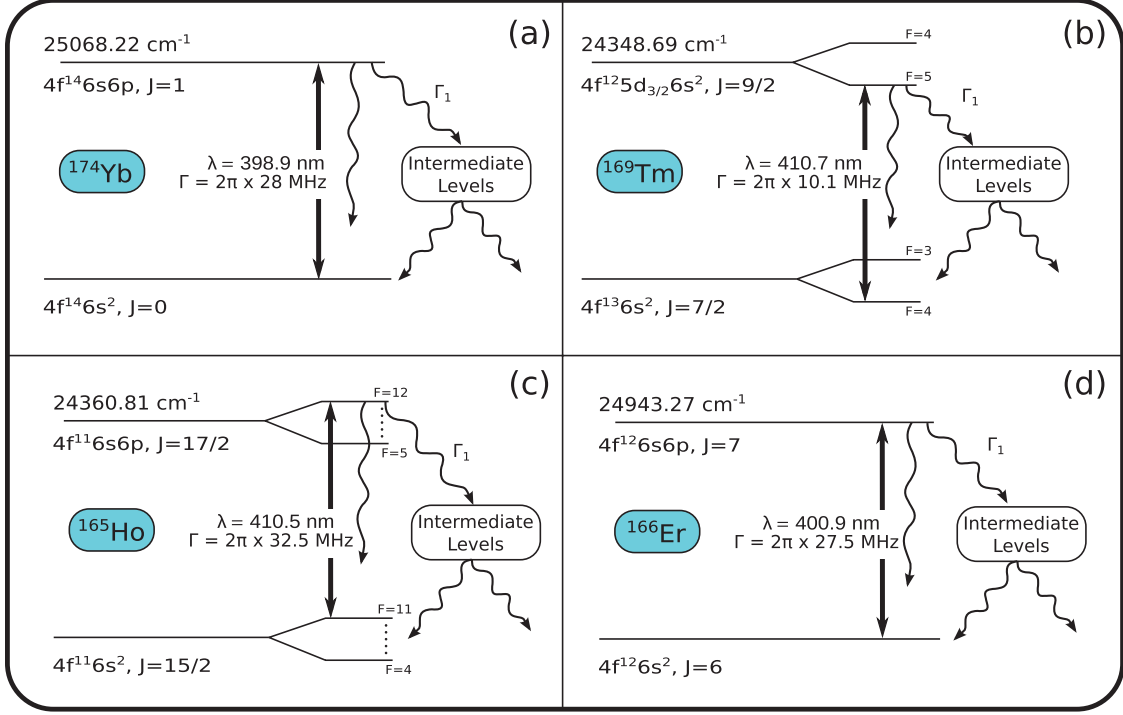 (a)
25068.22 cm⁻¹
4f¹⁴6s6p, J=1
Γ₁
¹⁷⁴Yb
λ = 398.9 nm
Γ = 2π x 28 MHz
Intermediate
Levels
4f¹⁴6s², J=0
(b)
24348.69 cm⁻¹
F=4
4f¹²5d₃/₂6s², J=9/2
F=5
Γ₁
¹⁶⁹Tm
λ = 410.7 nm
Γ = 2π x 10.1 MHz
Intermediate
Levels
F=3
4f¹³6s², J=7/2
F=4
(c)
24360.81 cm⁻¹
F=12
4f¹¹6s6p, J=17/2
F=5
Γ₁
¹⁶⁵Ho
λ = 410.5 nm
Γ = 2π x 32.5 MHz
Intermediate
Levels
F=11
4f¹¹6s², J=15/2
F=4
(d)
24943.27 cm⁻¹
4f¹²6s6p, J=7
Γ₁
¹⁶⁶Er
λ = 400.9 nm
Γ = 2π x 27.5 MHz
Intermediate
Levels
4f¹²6s², J=6